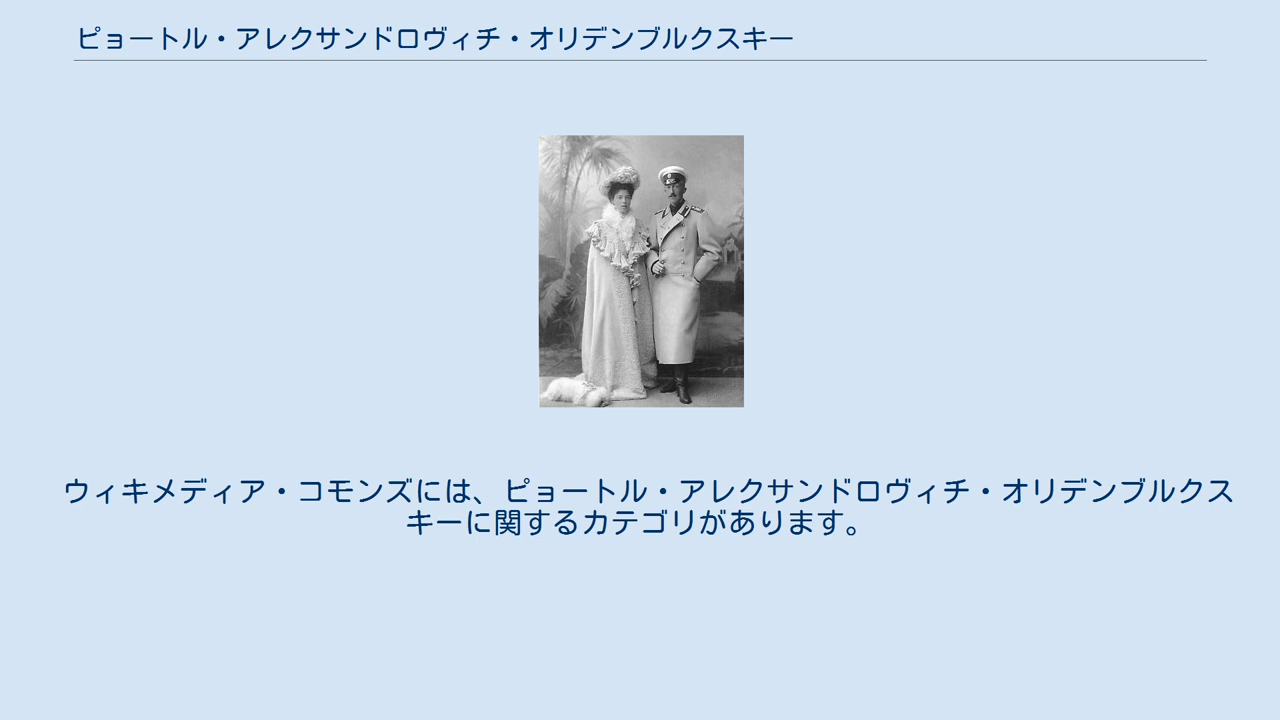 ピョートル・アレクサンドロヴィチ・オリデンブルクスキー
ウィキメディア・コモンズには、ピョートル・アレクサンドロヴィチ・オリデンブルクス
キーに関するカテゴリがあります。